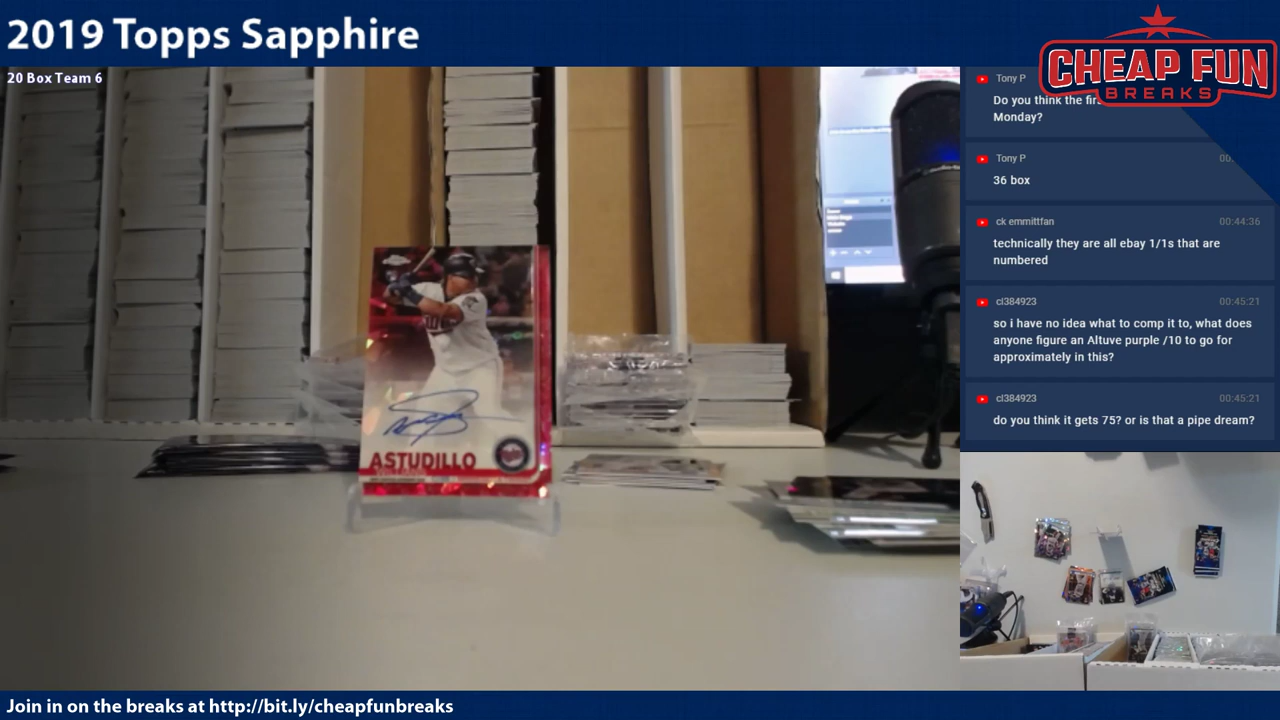 2019 Topps Sapphire
20 Box Team 6
CHEAP FUN
BREAKS
Tony P
Do you think the
Monday?
Tony P
36 box
ck emmittfan 00:44:36
technically they are all ebay 1/1s that are
numbered
cl384923 00:45:21
so i have no idea what to comp it to, what does
anyone figure an Altuve purple /10 to go for
approximately in this?
cl384923 00:45:21
do you think it gets 75? or is that a pipe dream?
ASTUDILLO
Join in on the breaks at http://bit.ly/cheapfunbreaks